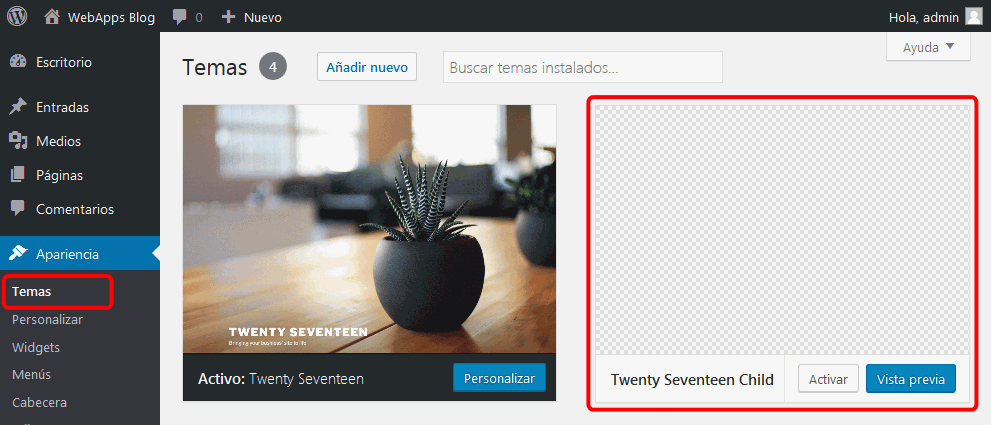 WebApps Blog 0 Nuevo Hola, admin
Ayuda
Escritorio
Entradas
Medios
Páginas
Comentarios
Apariencia
Temas
Personalizar
Widgets
Menús
Cabecera
Temas 4 Añadir nuevo Buscar temas instalados...
TWENTY SEVENTEEN
Bringing your business' site to life
Activo: Twenty Seventeen Personalizar
Twenty Seventeen Child Activar Vista previa